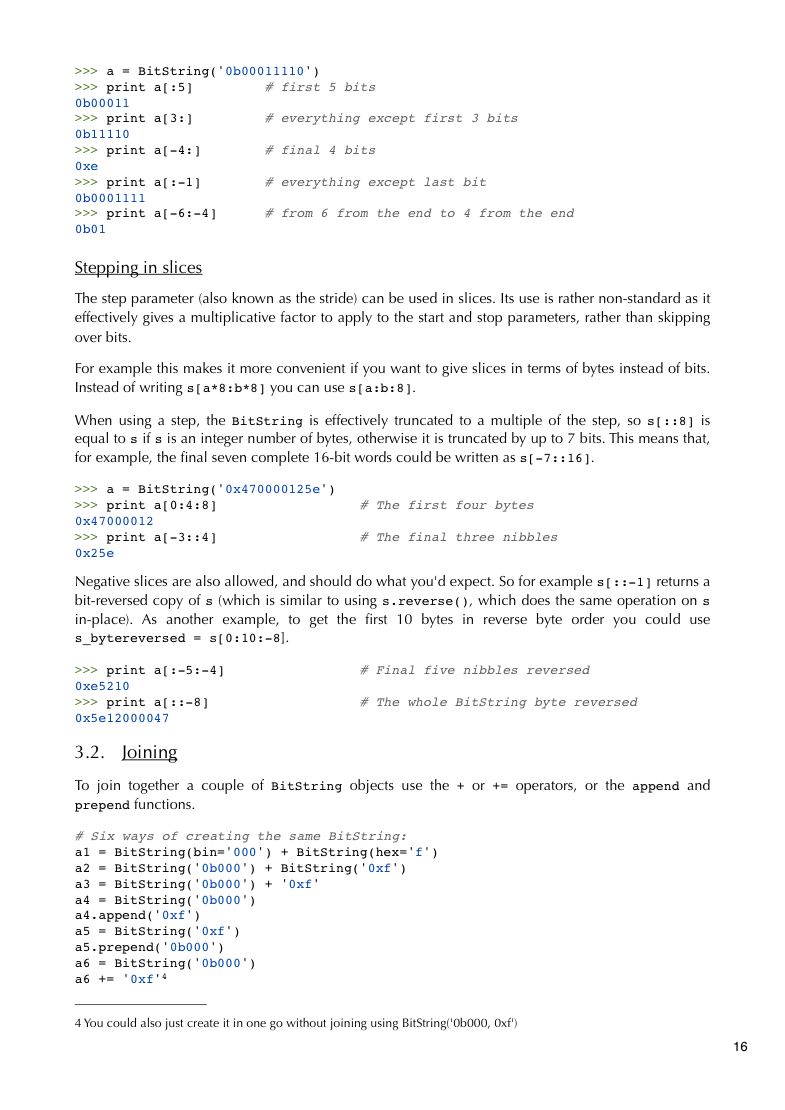 >>> a = BitString('0b00011110')
>>> print a[:5]         # first 5 bits
0b00011
>>> print a[3:]         # everything except first 3 bits
0b11110
>>> print a[-4:]        # final 4 bits
0xe
>>> print a[:-1]        # everything except last bit
0b0001111
>>> print a[-6:-4]      # from 6 from the end to 4 from the end
0b01
Stepping in slices
The step parameter (also known as the stride) can be used in slices. Its use is rather non-standard as it
effectively gives a multiplicative factor to apply to the start and stop parameters, rather than skipping
over bits.
For example this makes it more convenient if you want to give slices in terms of bytes instead of bits.
Instead of writing s[a*8:b*8] you can use s[a:b:8].
When using a step, the BitString is effectively truncated to a multiple of the step, so s[::8] is
equal to s if s is an integer number of bytes, otherwise it is truncated by up to 7 bits. This means that,
for example, the final seven complete 16-bit words could be written as s[-7::16].
>>> a = BitString('0x470000125e')
>>> print a[0:4:8]                  # The first four bytes
0x47000012
>>> print a[-3::4]                  # The final three nibbles
0x25e
Negative slices are also allowed, and should do what you'd expect. So for example s[::-1] returns a
bit-reversed copy of s (which is similar to using s.reverse(), which does the same operation on s
in-place). As another example, to get the first 10 bytes in reverse byte order you could use
s_bytereversed = s[0:10:-8].
>>> print a[:-5:-4]                 # Final five nibbles reversed
0xe5210
>>> print a[::-8]                   # The whole BitString byte reversed
0x5e12000047
3.2. Joining
To join together a couple of BitString objects use the + or += operators, or the append and
prepend functions.
# Six ways of creating the same BitString:
a1 = BitString(bin='000') + BitString(hex='f')
a2 = BitString('0b000') + BitString('0xf')
a3 = BitString('0b000') + '0xf'
a4 = BitString('0b000')
a4.append('0xf')
a5 = BitString('0xf')
a5.prepend('0b000')
a6 = BitString('0b000')
a6 += '0xf'4
4 You could also just create it in one go without joining using BitString('0b000, 0xf')
16